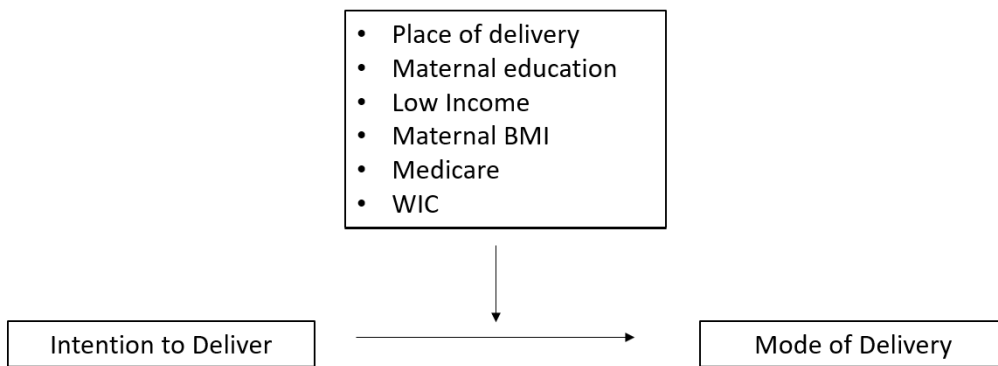 • Place of delivery
• Maternal education
• Low Income
• Maternal BMI
• Medicare
• WIC
Intention to Deliver
Mode of Delivery